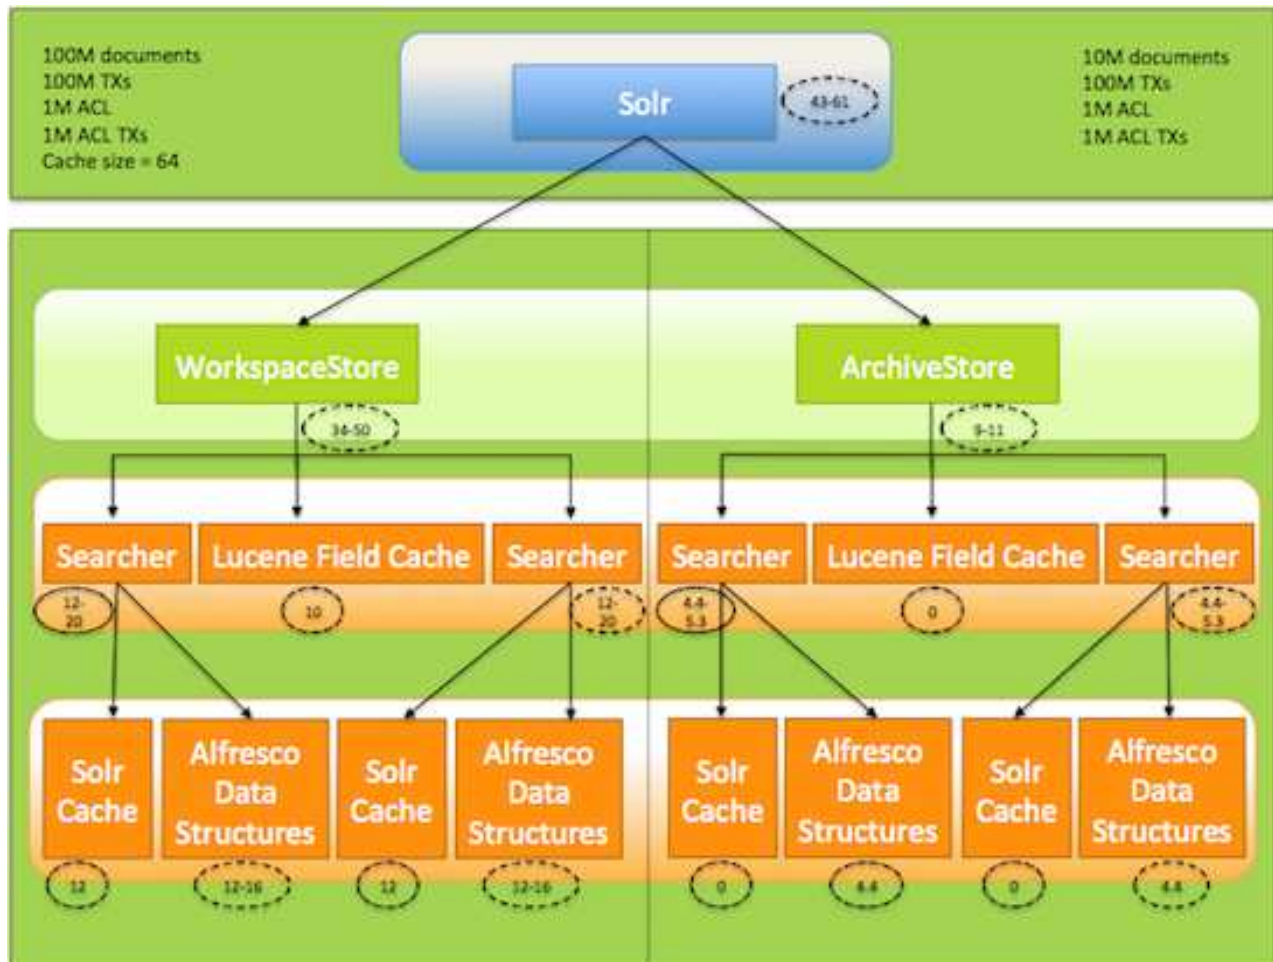 100M documents
100M TXs
1M ACL
1M ACL TXs
Cache size = 64
Solr
43-61
10M documents
100M TXs
1M ACL
1M ACL TXs
WorkspaceStore
34-50
ArchiveStore
9-11
Searcher
Lucene Field Cache
Searcher
Searcher
Lucene Field Cache
Searcher
12-
20
10
12-
20
4.4-
5.3
0
4.4-
5.3
Solr
Cache
Alfresco
Data
Structures
Solr
Cache
Alfresco
Data
Structures
Solr
Cache
Alfresco
Data
Structures
Solr
Cache
Alfresco
Data
Structures
12
12-16
12
12-16
0
4.4
0
4.4